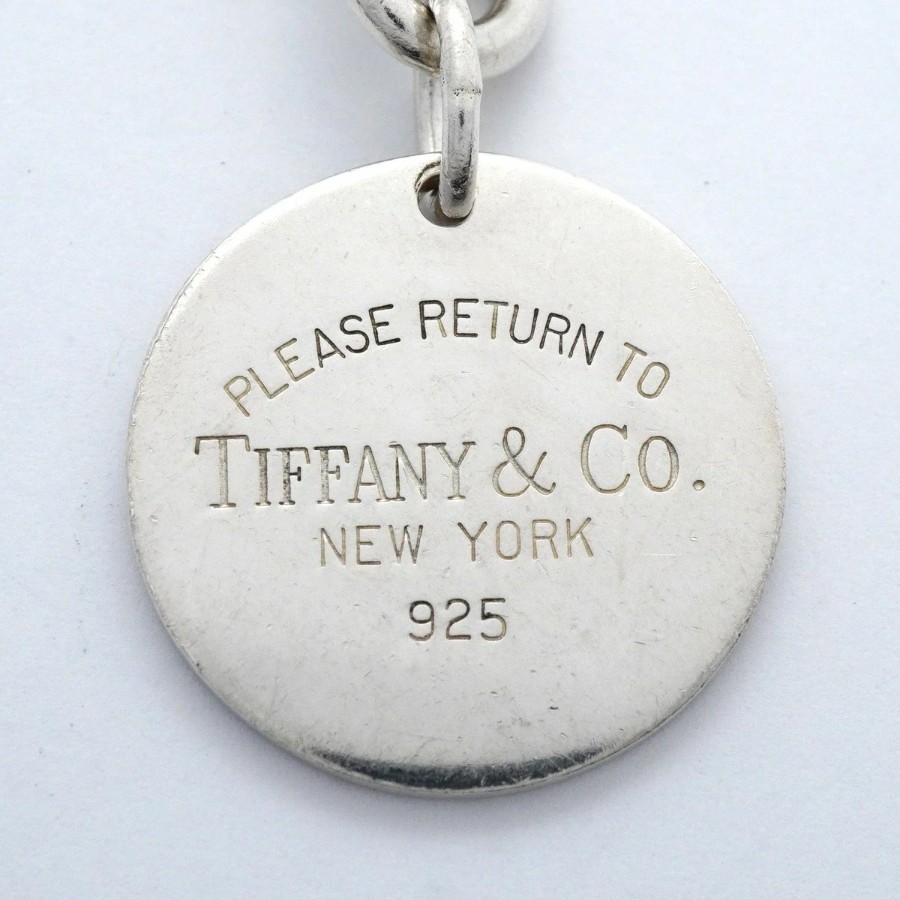 PLEASE RETURN TO
TIFFANY & CO.
NEW YORK
925